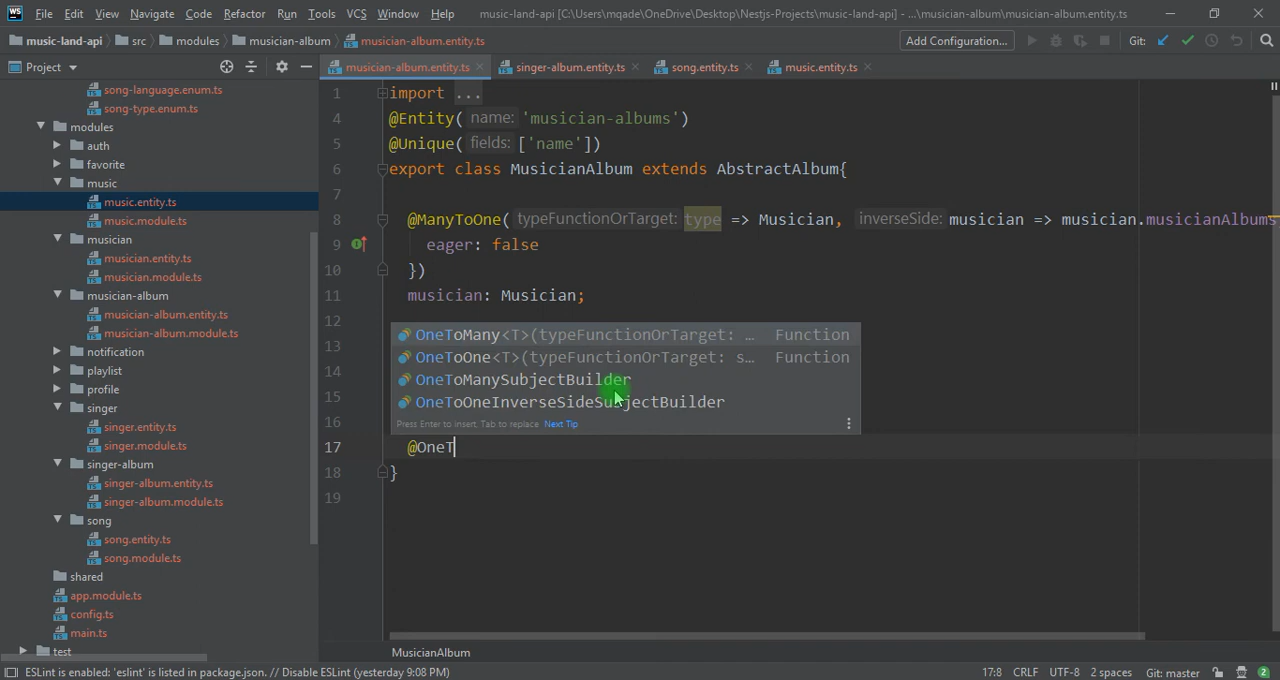 WS File Edit View Navigate Code Refactor Run Tools VCS Window Help music-land-api [C:\Users\mqade\OneDrive\Desktop\Nestjs-Projects\music-land-api] - ...\musician-album\musician-album.entity.ts
music-land-api src modules musician-album musician-album.entity.ts Add Configuration... Git:
Project musician-album.entity.ts singer-album.entity.ts song.entity.ts music.entity.ts
song-language.enum.ts
song-type.enum.ts
modules
auth
favorite
music
music.entity.ts
music.module.ts
musician
musician.entity.ts
musician.module.ts
musician-album
musician-album.entity.ts
musician-album.module.ts
notification
playlist
profile
singer
singer.entity.ts
singer.module.ts
singer-album
singer-album.entity.ts
singer-album.module.ts
song
song.entity.ts
song.module.ts
shared
app.module.ts
config.ts
main.ts
test
1 import ...
4 @Entity( name: 'musician-albums')
5 @Unique( fields: ['name'])
6 export class MusicianAlbum extends AbstractAlbum{
7
8 @ManyToOne( typeFunctionOrTarget: type => Musician, inverseSide: musician => musician.musicianAlbums
9 eager: false
10 })
11 musician: Musician;
12
13
14
15
16
17 @OneT
18 }
19
OneToMany<T>(typeFunctionOrTarget: … Function
OneToOne<T>(typeFunctionOrTarget: s… Function
OneToManySubjectBuilder
OneToOneInverseSideSubjectBuilder
Press Enter to insert, Tab to replace Next Tip
MusicianAlbum
ESLint is enabled: 'eslint' is listed in package.json. // Disable ESLint (yesterday 9:08 PM) 17:8 CRLF UTF-8 2 spaces Git: master 2